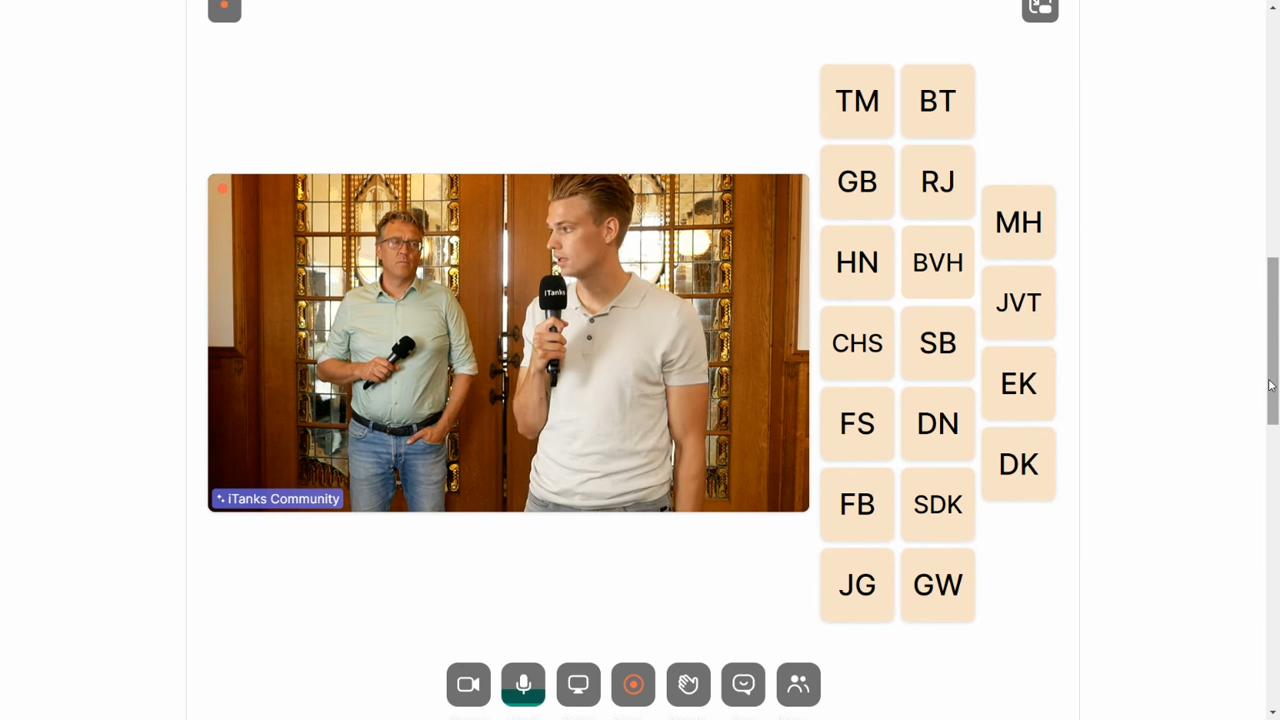 TM BT
GB RJ
MH
HN BVH
JVT
CHS SB
EK
FS DN
DK
FB SDK
JG GW
iTanks
iTanks Community